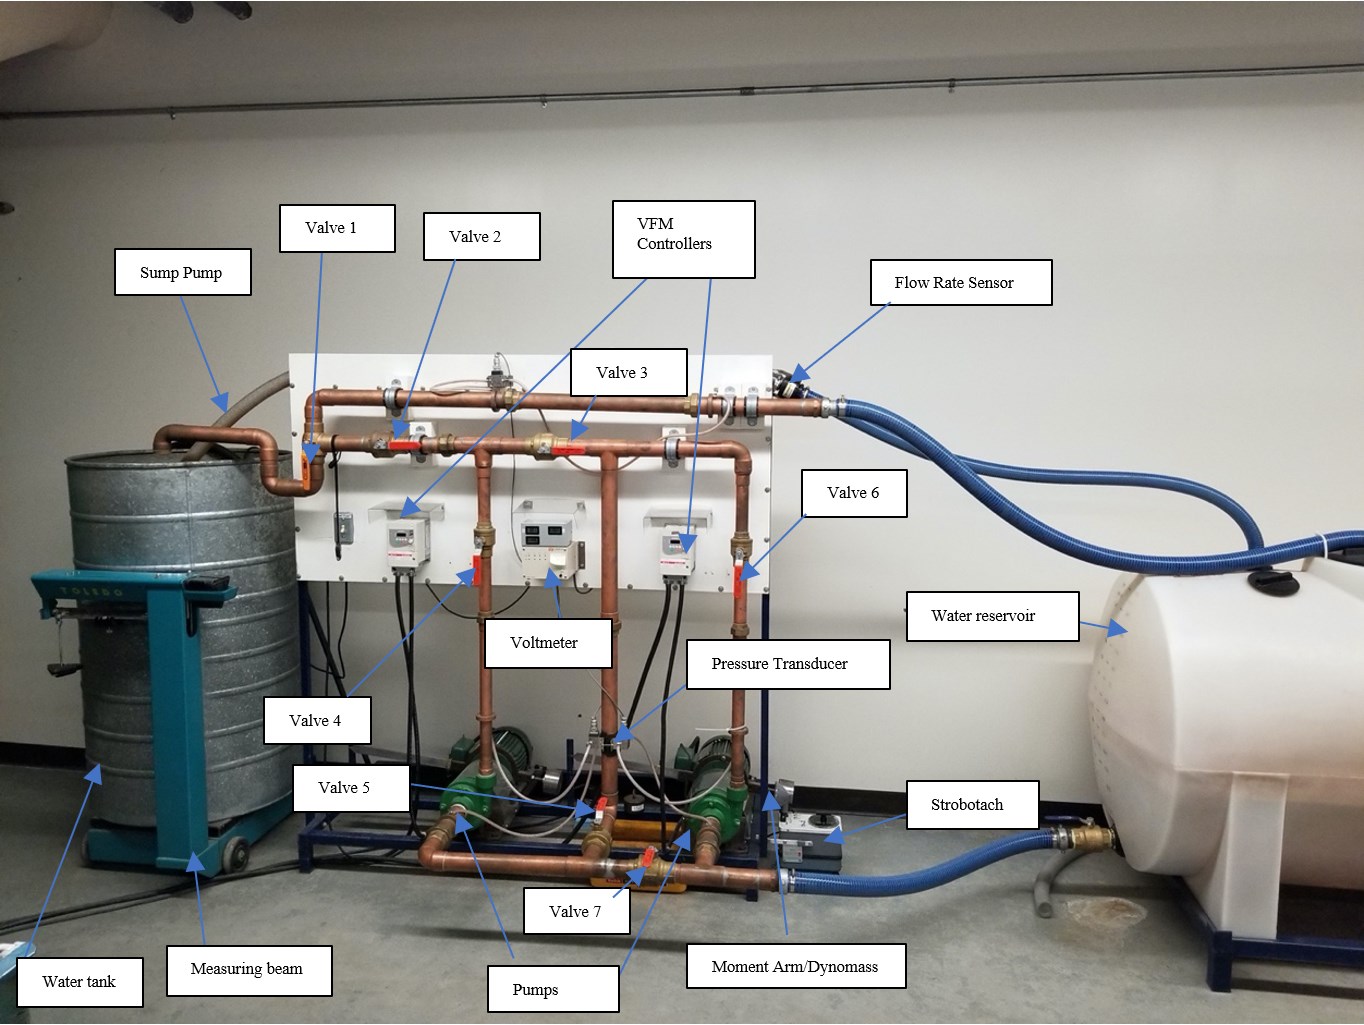 Valve 1
Valve 2
VFM
Controllers
Sump Pump
Flow Rate Sensor
Valve 3
Valve 6
TOLEDO
Water reservoir
Voltmeter
Pressure Transducer
Valve 4
Valve 5
Strobotach
Valve 7
Water tank
Measuring beam
Pumps
Moment Arm/Dynomass